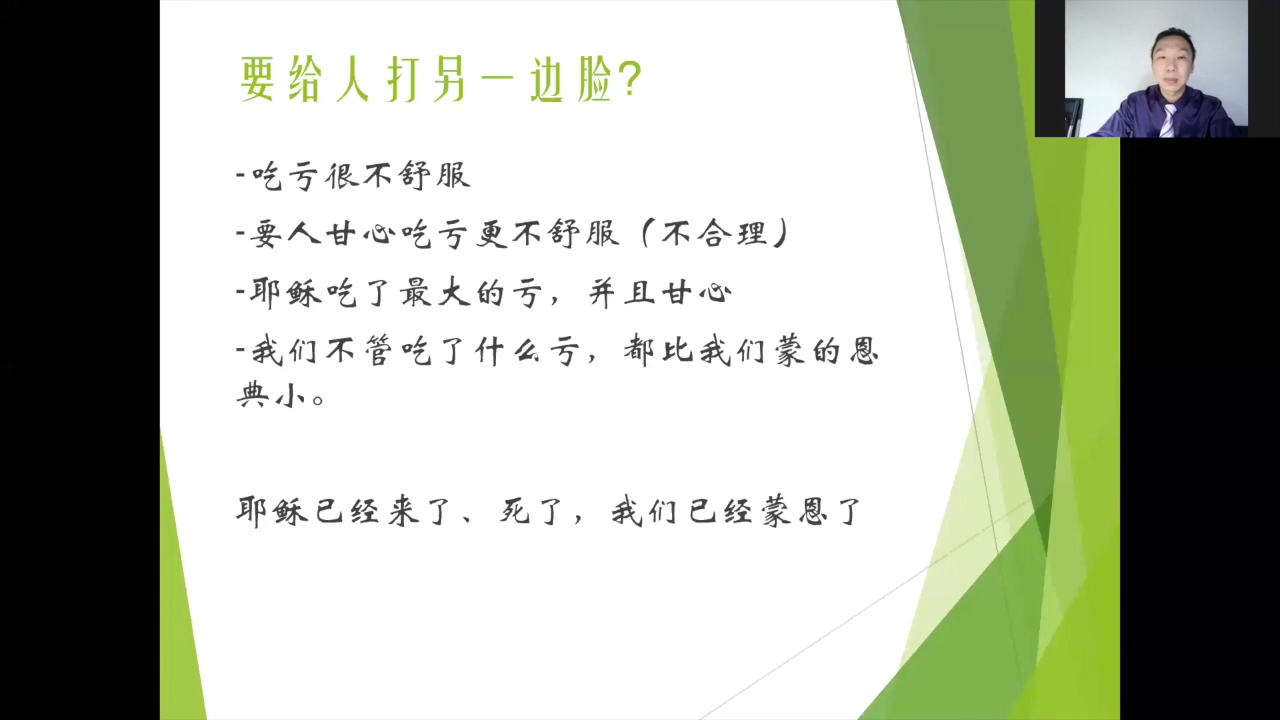 要给人打另一边脸?
-吃亏很不舒服
-要人甘心吃亏更不舒服（不合理）
-耶稣吃了最大的亏，并且甘心
-我们不管吃了什么亏，都比我们蒙的恩
典小。
耶稣已经来了、死了，我们已经蒙恩了